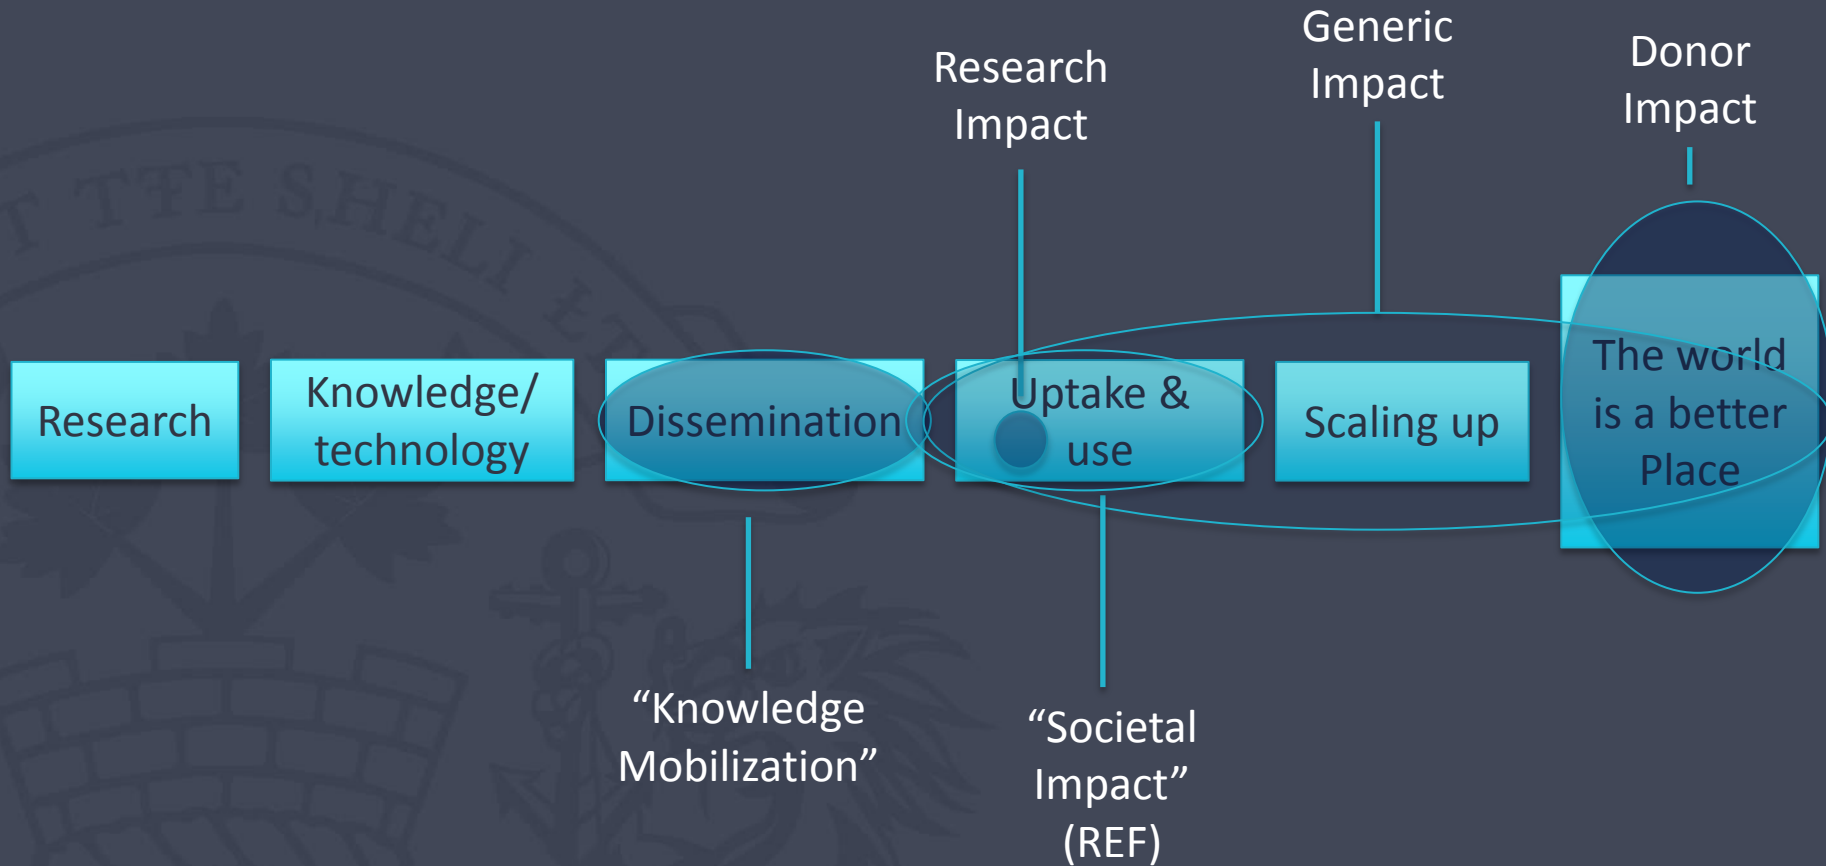 Research
Impact
Generic
Impact
Donor
Impact
Research
Knowledge/
technology
Dissemination
Uptake &
use
Scaling up
The world
is a better
Place
“Knowledge
Mobilization”
“Societal
Impact”
(REF)